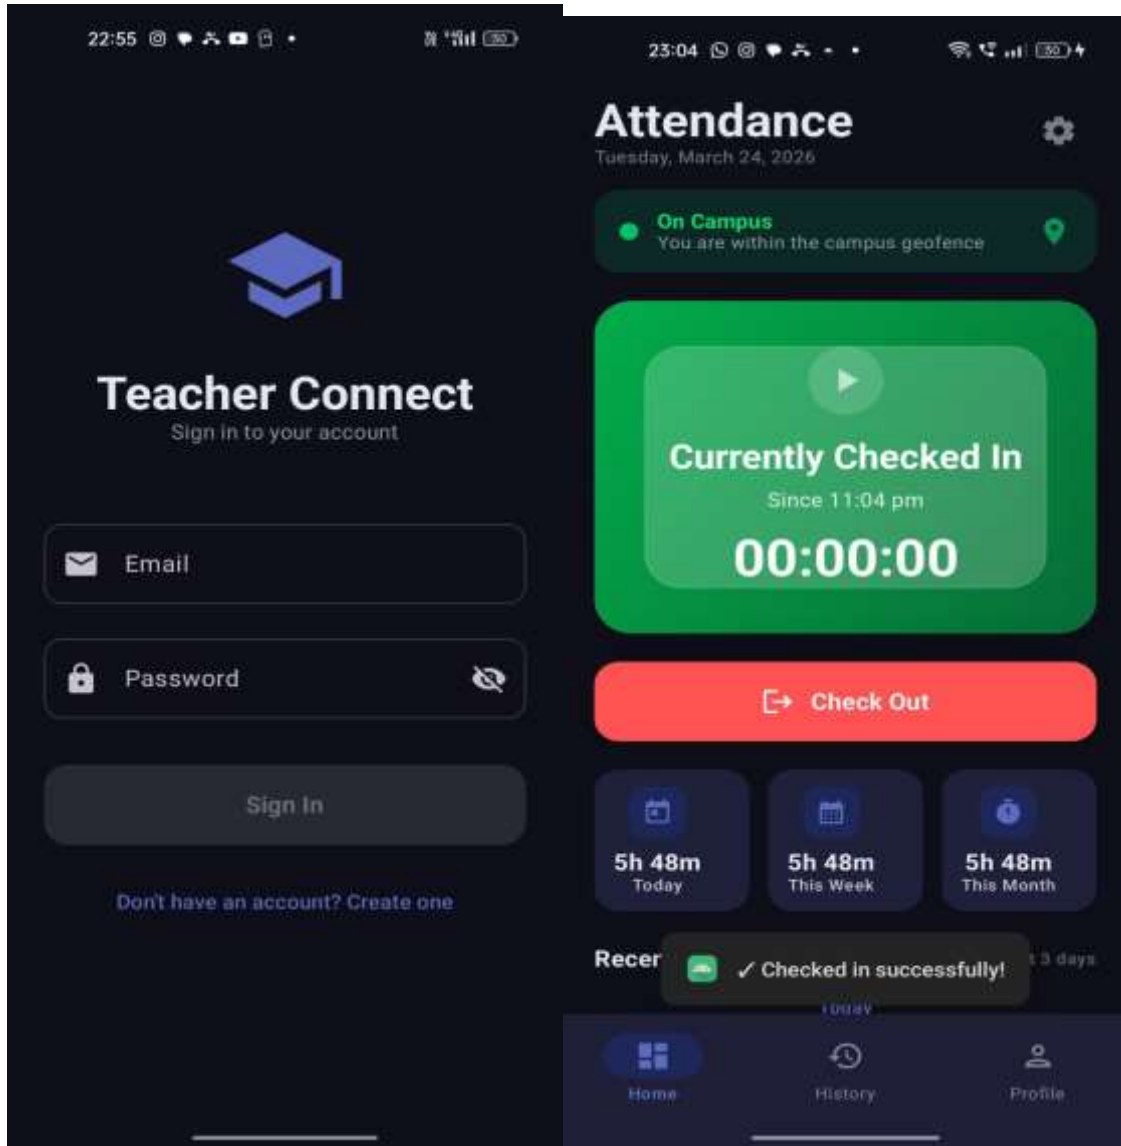 22:55
Teacher Connect
Sign in to your account
Email
Password
Sign In
Don't have an account? Create one
23:04
Attendance
Tuesday, March 24, 2026
On Campus
You are within the campus geofence
Currently Checked In
Since 11:04 pm
00:00:00
Check Out
5h 48m
Today
5h 48m
This Week
5h 48m
This Month
Recen
✓ Checked in successfully!
t 3 days
Today
Home
History
Profile